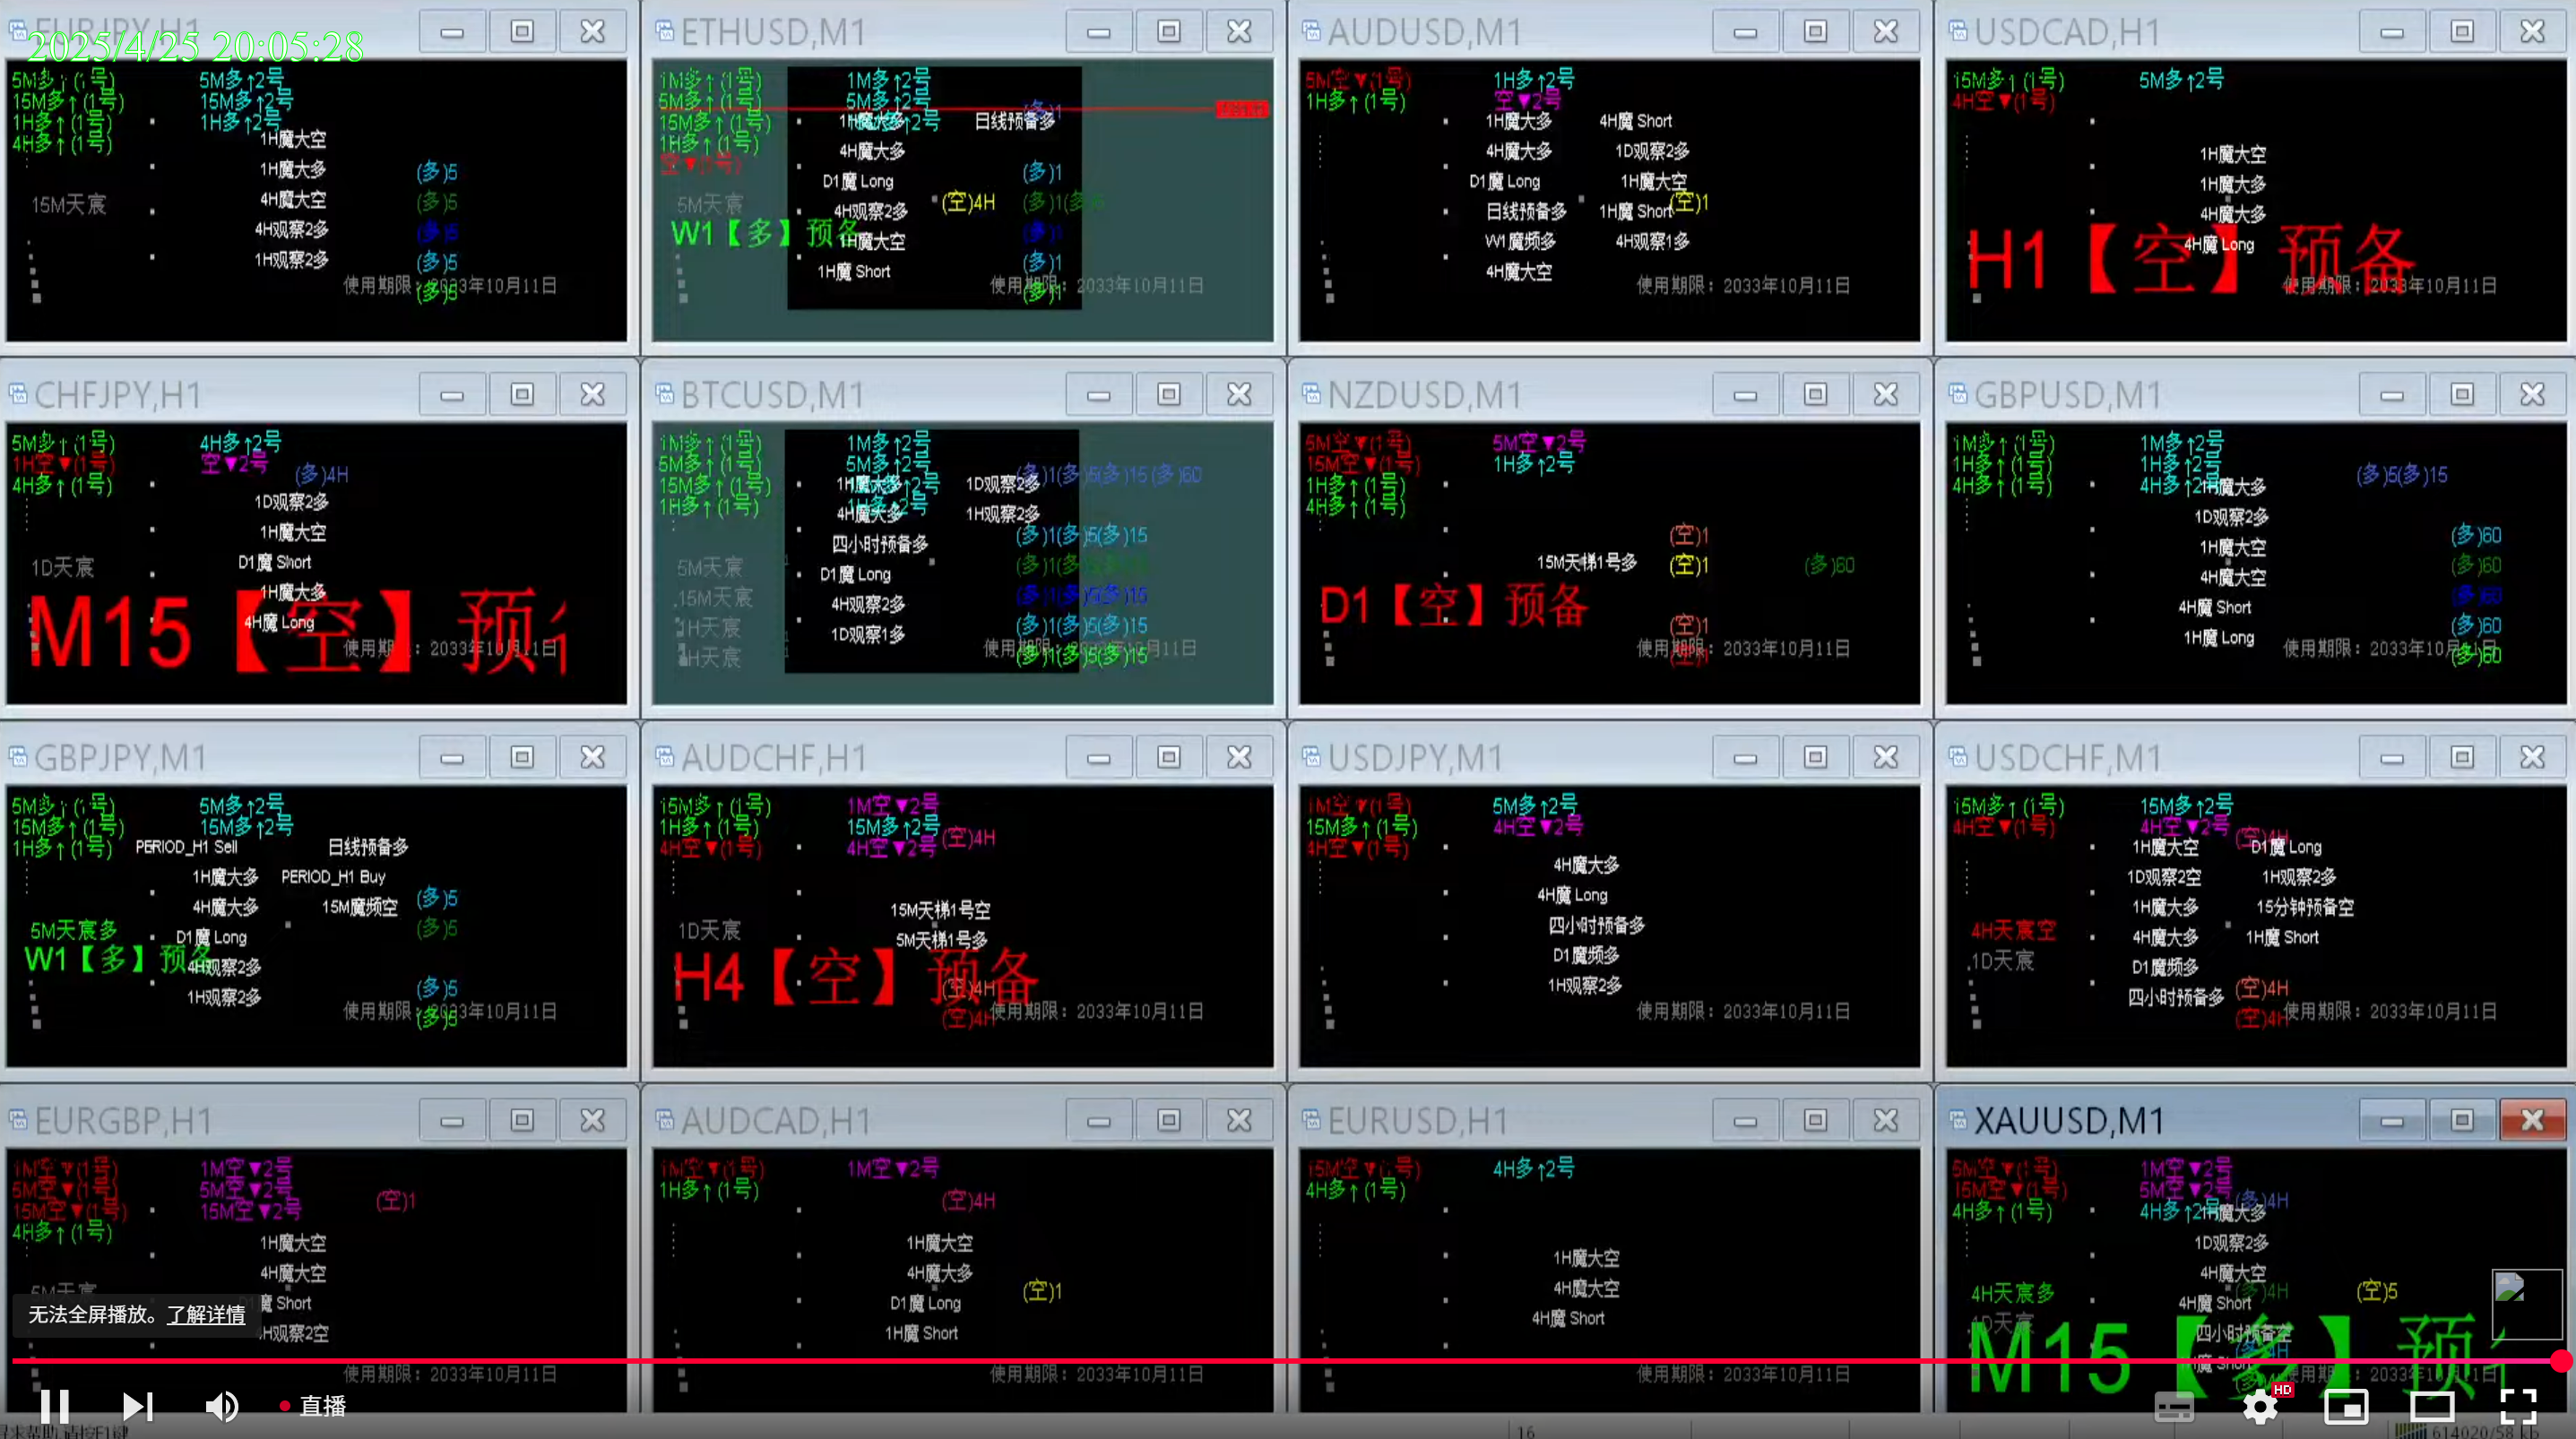 2025/4/25 20:05:28
EURJPY,H1
5M多↑(1号)
5M多↑2号
15M多↑(1号)
15M多↑2号
1H多↑(1号)
1H多↑2号
4H多↑(1号)
1H魔大空
1H魔大多
(多)5
15M天宸
4H魔大空
(多)5
4H观察2多
(多)5
1H观察2多
(多)5
使用期限：2033年10月11日
(多)5
ETHUSD,M1
1M多↑(1号)
1M多↑2号
5M多↑(1号)
5M多↑2号
(多)1
15M多↑(1号)
1H魔大多
日线预备多
1H多↑(1号)
4H魔大多
空▼(1号)
(多)1
D1魔 Long
5M天宸
4H观察2多
(空)4H
(多)1(多)5
W1【多】预备
1H魔大空
(多)1
1H魔 Short
(多)1
使用期限：2033年10月11日
(多)1
AUDUSD,M1
5M空▼(1号)
1H多↑2号
1H多↑(1号)
空▼2号
1H魔大多
4H魔 Short
4H魔大多
1D观察2多
D1魔 Long
1H魔大空
日线预备多
1H魔 Short
(空)1
W1魔频多
4H观察1多
4H魔大空
使用期限：2033年10月11日
USDCAD,H1
15M多↑(1号)
5M多↑2号
4H空▼(1号)
1H魔大空
1H魔大多
4H魔大多
4H魔 Long
H1【空】预备
使用期限：2033年10月11日
CHFJPY,H1
5M多↑(1号)
4H多↑2号
1H空▼(1号)
空▼2号
(多)4H
4H多↑(1号)
1D观察2多
1H魔大空
1D天宸
D1魔 Short
1H魔大多
4H魔 Long
M15【空】预
使用期限：2033年10月11日
BTCUSD,M1
1M多↑(1号)
1M多↑2号
5M多↑(1号)
5M多↑2号
(多)1(多)5(多)15(多)60
15M多↑(1号)
1H魔大多
1D观察2多
1H多↑(1号)
1H多↑2号
4H魔大多
1H观察2多
四小时预备多
(多)1(多)5(多)15
5M天宸
D1魔 Long
15M天宸
4H观察2多
(多)1(多)5(多)15
1H天宸
1D观察1多
(多)1(多)5(多)15
H天宸
(多)1(多)5(多)15
NZDUSD,M1
5M空▼(1号)
5M空▼2号
15M空▼(1号)
1H多↑2号
1H多↑(1号)
4H多↑(1号)
(空)1
15M天梯1号多
(空)1
(多)60
D1【空】预备
(空)1
使用期限：2033年10月11日
(空)1
GBPUSD,M1
1M多↑(1号)
1M多↑2号
1H多↑(1号)
1H多↑2号
(多)5(多)15
4H多↑(1号)
4H多↑2号
1H魔大多
1D观察2多
1H魔大空
(多)60
4H魔大空
(多)60
4H魔 Short
(多)60
1H魔 Long
(多)60
使用期限：2033年10月11日
(多)60
GBPJPY,M1
5M多↑(1号)
5M多↑2号
15M多↑(1号)
15M多↑2号
1H多↑(1号)
PERIOD_H1 Sell
日线预备多
1H魔大多
PERIOD_H1 Buy
4H魔大多
15M魔频空
(多)5
5M天宸多
D1魔 Long
(多)5
W1【多】预备
4H观察2多
1H观察2多
(多)5
使用期限：2033年10月11日
(多)5
AUDCHF,H1
15M多↑(1号)
1M空▼2号
1H多↑(1号)
15M多↑2号
(空)4H
4H空▼(1号)
4H空▼2号
15M天梯1号空
1D天宸
5M天梯1号多
H4【空】预备
(空)4H
使用期限：2033年10月11日
(空)4H
USDJPY,M1
1M空▼(1号)
5M多↑2号
15M多↑(1号)
4H空▼2号
4H空▼(1号)
4H魔大多
4H魔 Long
四小时预备多
D1魔频多
1H观察2多
使用期限：2033年10月11日
USDCHF,M1
15M多↑(1号)
15M多↑2号
4H空▼(1号)
4H空▼2号
(空)4H
1H魔大空
D1魔 Long
1D观察2空
1H观察2多
1H魔大多
15分钟预备空
4H天宸空
4H魔大多
1H魔 Short
1D天宸
D1魔频多
四小时预备多
(空)4H
使用期限：2033年10月11日
(空)4H
EURGBP,H1
1M空▼(1号)
1M空▼2号
5M空▼(1号)
5M空▼2号
(空)1
15M空▼(1号)
15M空▼2号
4H多↑(1号)
1H魔大空
4H魔大空
5M天宸
魔 Short
4H观察2空
使用期限：2033年10月11日
AUDCAD,H1
1M空▼(1号)
1M空▼2号
1H多↑(1号)
(空)4H
1H魔大空
4H魔大多
(空)1
D1魔 Long
1H魔 Short
使用期限：2033年10月11日
EURUSD,H1
15M空▼(1号)
4H多↑2号
4H多↑(1号)
1H魔大空
4H魔大空
4H魔 Short
使用期限：2033年10月11日
XAUUSD,M1
5M空▼(1号)
1M空▼2号
15M空▼(1号)
5M空▼2号
(多)4H
4H多↑(1号)
4H多↑2号
1H魔大多
1D观察2多
4H魔大空
4H天宸多
(多)4H
(空)5
4H魔 Short
1D天宸
四小时预备空
M15【多】预
无法全屏播放。了解详情
直播
HD
16
614020/58 kb